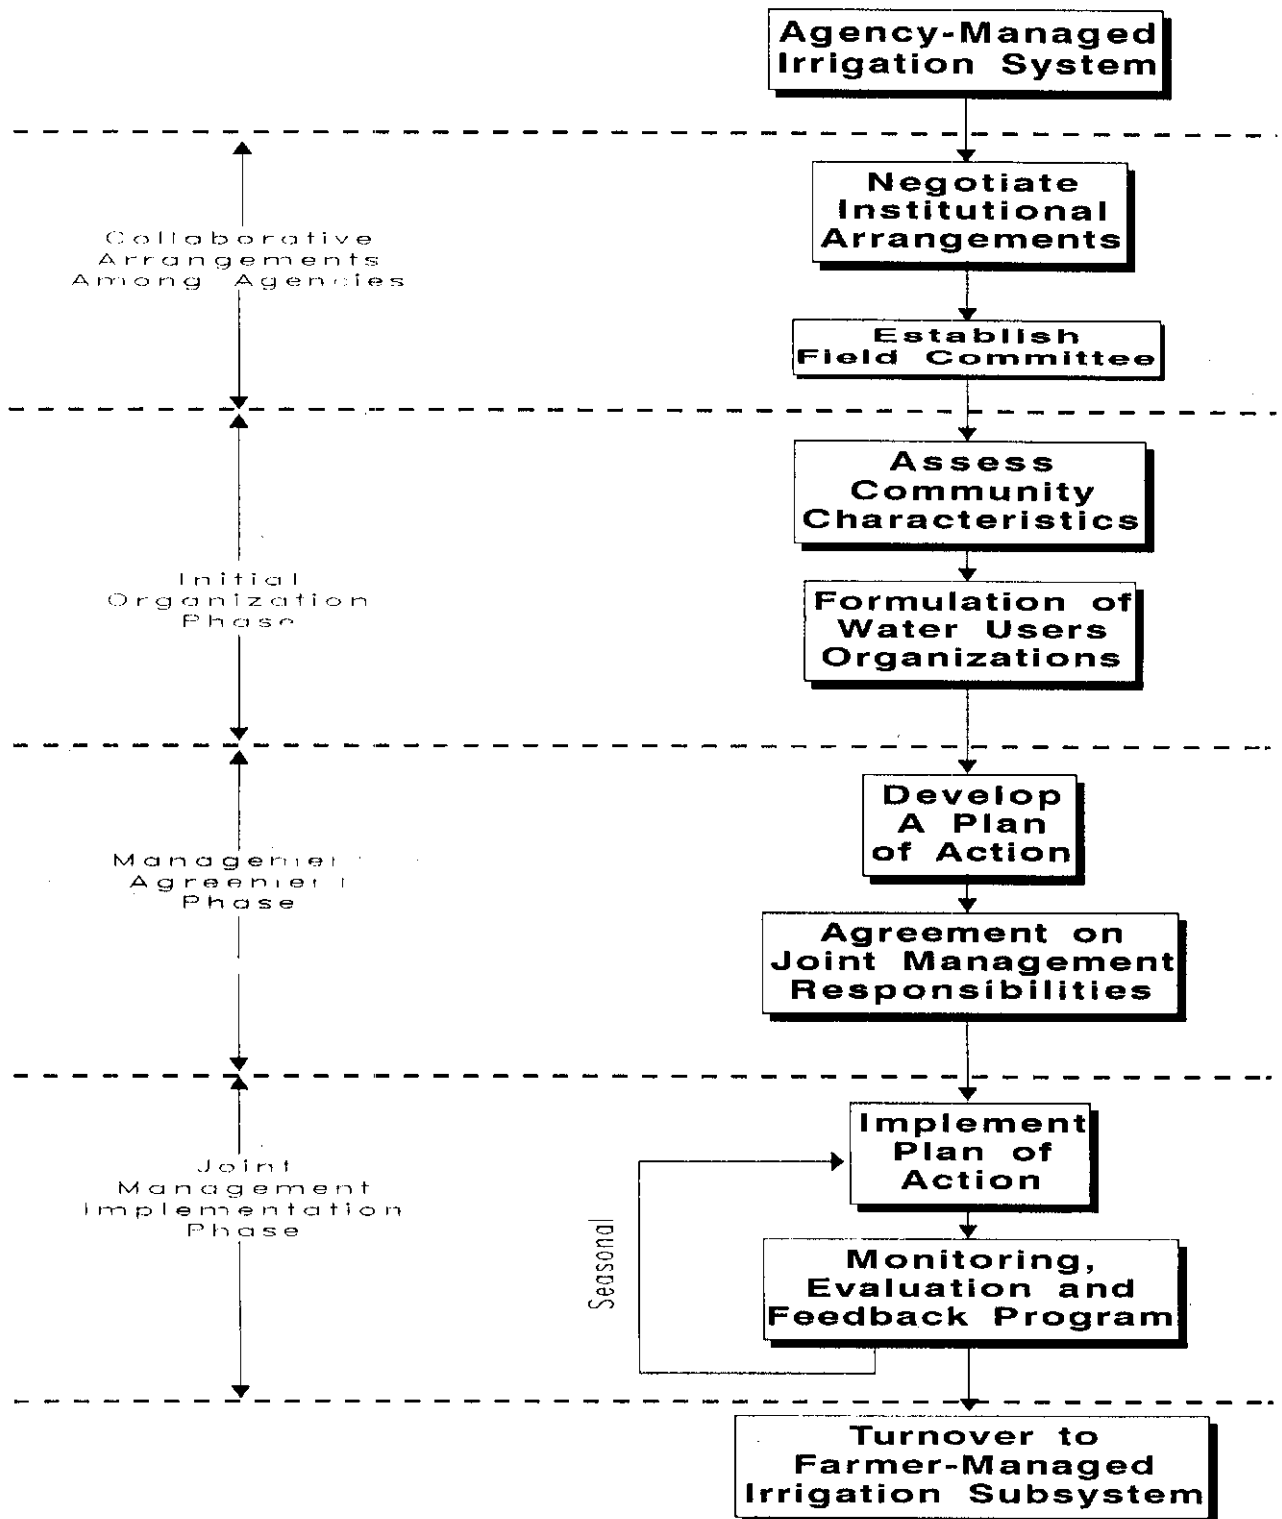 Agency-Managed
Irrigation System
Negotiate
Institutional
Arrangements
Collaborative
Arrangements
Among Agencies
Establish
Field Committee
Assess
Community
Characteristics
Initial
Organization
Phase
Formulation of
Water Users
Organizations
Develop
A Plan
of Action
Phase
Agreement on
Joint Management
Responsibilities
Implement
Plan of
Action
Joint
Management
Implementation
Phase
Seasonal
Monitoring,
Evaluation and
Feedback Program
Turnover to
Farmer-Managed
Irrigation Subsystem